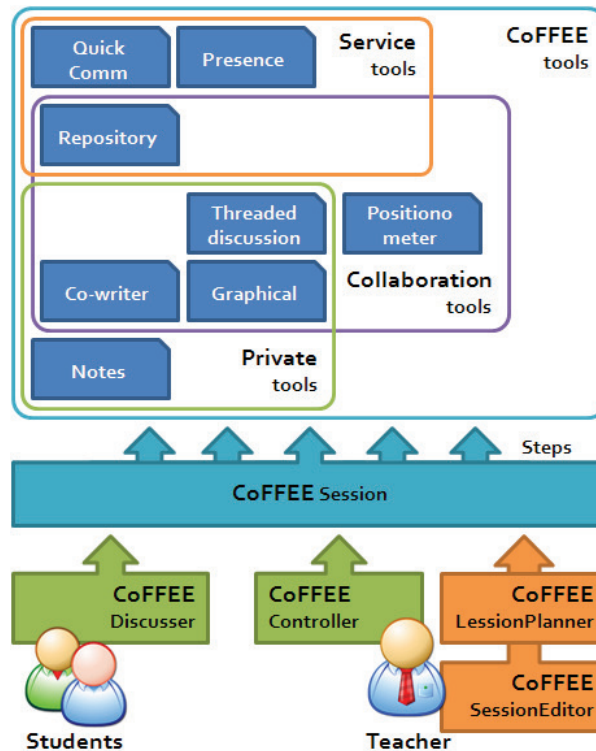 Quick
Comm
Presence
Service
tools
CoFFEE
tools
Repository
Threaded
discussion
Positiono
meter
Co-writer
Graphical
Collaboration
tools
Notes
Private
tools
Steps
CoFFEE Session
CoFFEE
Discusser
CoFFEE
Controller
CoFFEE
LessionPlanner
CoFFEE
SessionEditor
Students
Teacher